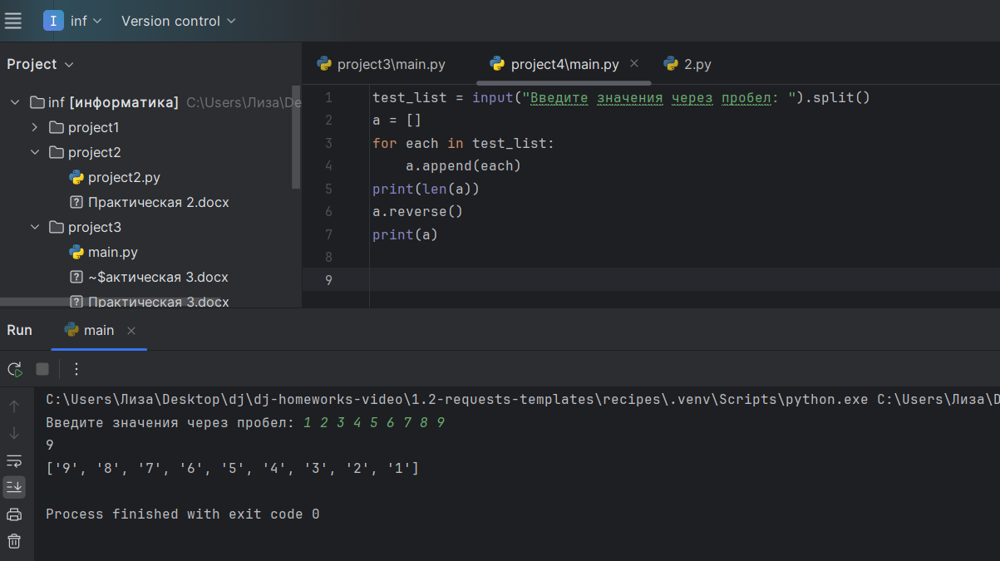 I inf Version control
Project
project3\main.py project4\main.py 2.py
inf [информатика] C:\Users\Лиза\De
project1
project2
project2.py
Практическая 2.docx
project3
main.py
~$актическая 3.docx
Практическая 3.docx
1 test_list = input("Введите значения через пробел: ").split()
2 a = []
3 for each in test_list:
4     a.append(each)
5 print(len(a))
6 a.reverse()
7 print(a)
8
9
Run main
C:\Users\Лиза\Desktop\dj\dj-homeworks-video\1.2-requests-templates\recipes\.venv\Scripts\python.exe C:\Users\Лиза\D
Введите значения через пробел: 1 2 3 4 5 6 7 8 9
9
['9', '8', '7', '6', '5', '4', '3', '2', '1']
Process finished with exit code 0